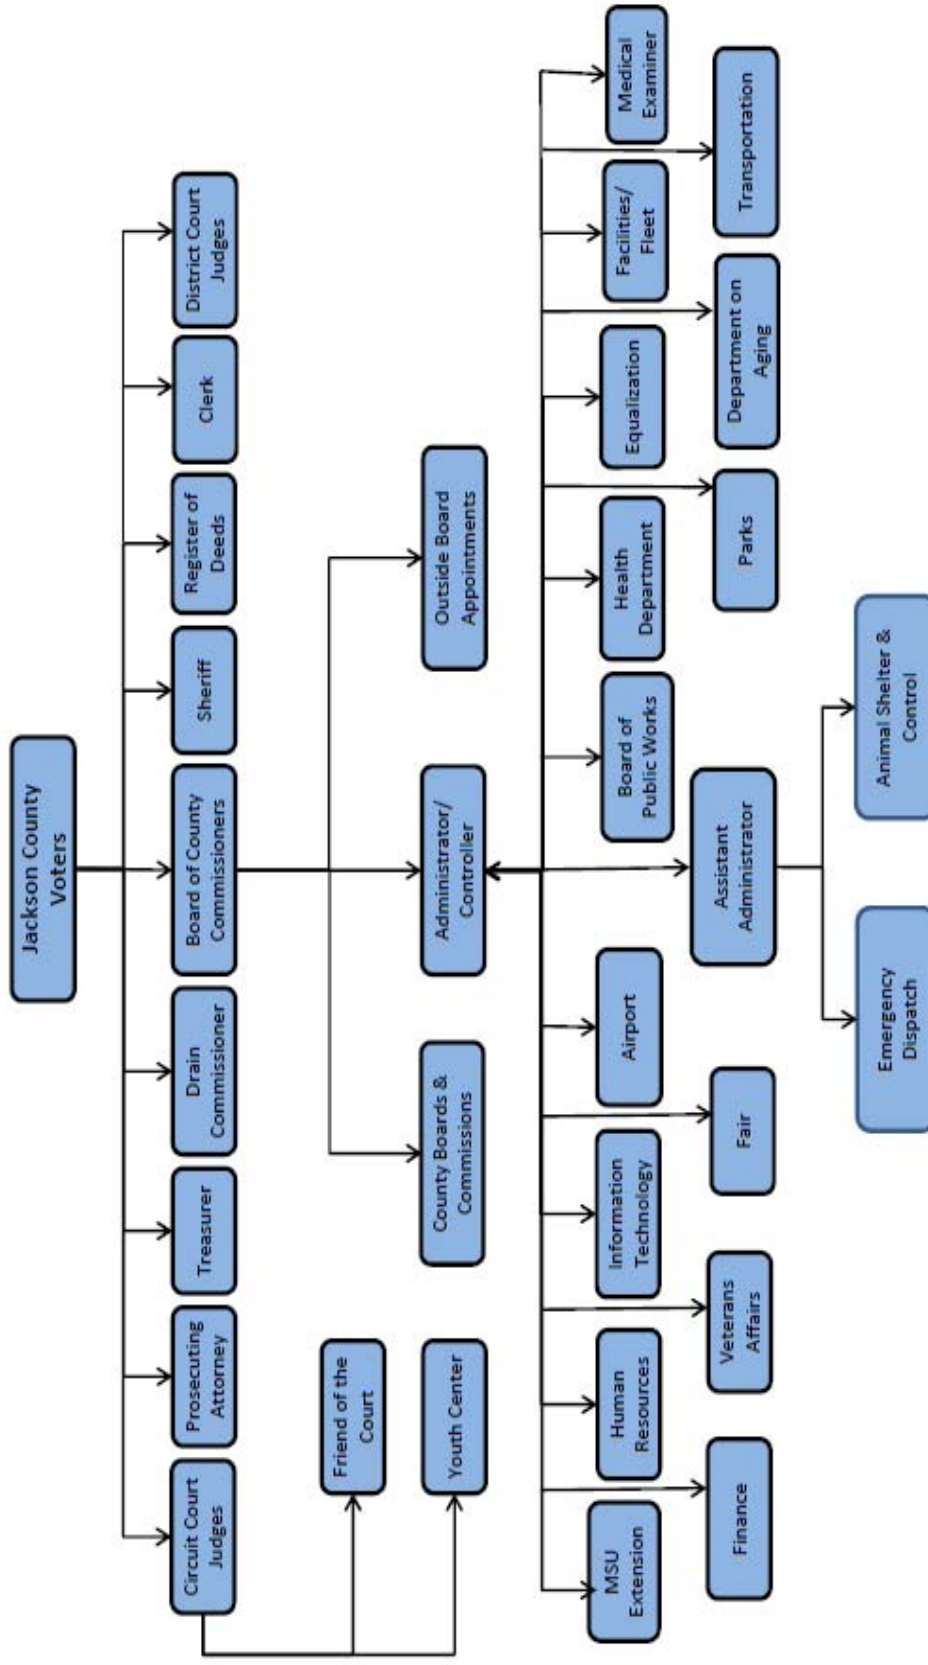 Jackson County
Voters
Circuit Court
Judges
Prosecuting
Attorney
Treasurer
Drain
Commissioner
Board of County
Commissioners
Sheriff
Register of
Deeds
Clerk
District Court
Judges
Friend of the
Court
Youth Center
County Boards &
Commissions
Administrator/
Controller
Outside Board
Appointments
MSU
Extension
Human
Resources
Information
Technology
Airport
Board of
Public Works
Health
Department
Equalization
Facilities/
Fleet
Medical
Examiner
Finance
Veterans
Affairs
Fair
Assistant
Administrator
Parks
Department on
Aging
Transportation
Emergency
Dispatch
Animal Shelter &
Control